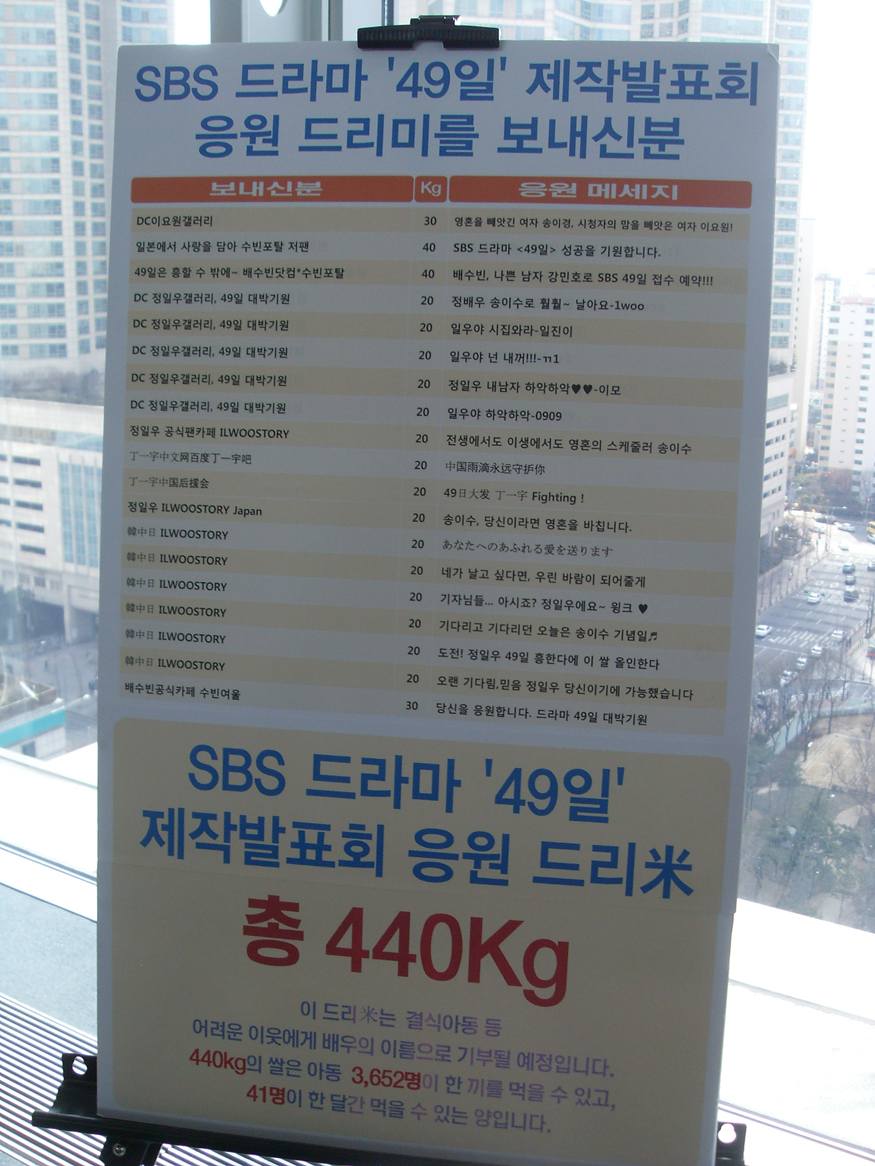 SBS 드라마 '49일' 제작발표회
응원 드리미를 보내신분
보내신분 Kg 응원 메세지
DC이요원갤러리 30 영혼을 빼앗긴 여자 송이경, 시청자의 맘을 빼앗은 여자 이요원!
일본에서 사랑을 담아 수빈포탈 저팬 40 SBS 드라마 <49일> 성공을 기원합니다.
49일은 흥할 수 밖에~ 배수빈닷컴*수빈포탈 40 배수빈, 나쁜 남자 강민호로 SBS 49일 접수 예약!!!
DC 정일우갤러리, 49일 대박기원 20 정배우 송이수로 훨훨~ 날아요-1woo
DC 정일우갤러리, 49일 대박기원 20 일우야 시집와라-일진이
DC 정일우갤러리, 49일 대박기원 20 일우야 넌 내꺼!!!-ㄲ1
DC 정일우갤러리, 49일 대박기원 20 정일우 내남자 하악하악♥♥-이모
DC 정일우갤러리, 49일 대박기원 20 일우야 하악하악-0909
정일우 공식팬카페 ILWOOSTORY 20 전생에서도 이생에서도 영혼의 스케줄러 송이수
丁一宇中文网百度丁一宇吧 20 中国雨滴永远守护你
丁一宇中国后援会 20 49日大发 丁一宇 Fighting !
정일우 ILWOOSTORY Japan 20 송이수, 당신이라면 영혼을 바칩니다.
韓中日 ILWOOSTORY 20 あなたへのあふれる愛を送ります
韓中日 ILWOOSTORY 20 네가 날고 싶다면, 우린 바람이 되어줄게
韓中日 ILWOOSTORY 20 기자님들... 아시죠? 정일우에요~ 윙크 ♥
韓中日 ILWOOSTORY 20 기다리고 기다리던 오늘은 송이수 기념일♬
韓中日 ILWOOSTORY 20 도전! 정일우 49일 흥한다에 이 쌀 올인한다
韓中日 ILWOOSTORY 20 오랜 기다림,믿음 정일우 당신이기에 가능했습니다
배수빈공식카페 수빈여울 30 당신을 응원합니다. 드라마 49일 대박기원
SBS 드라마 '49일'
제작발표회 응원 드리米
총 440Kg
이 드리米는 결식아동 등
어려운 이웃에게 배우의 이름으로 기부될 예정입니다.
440kg의 쌀은 아동 3,652명이 한 끼를 먹을 수 있고,
41명이 한 달간 먹을 수 있는 양입니다.